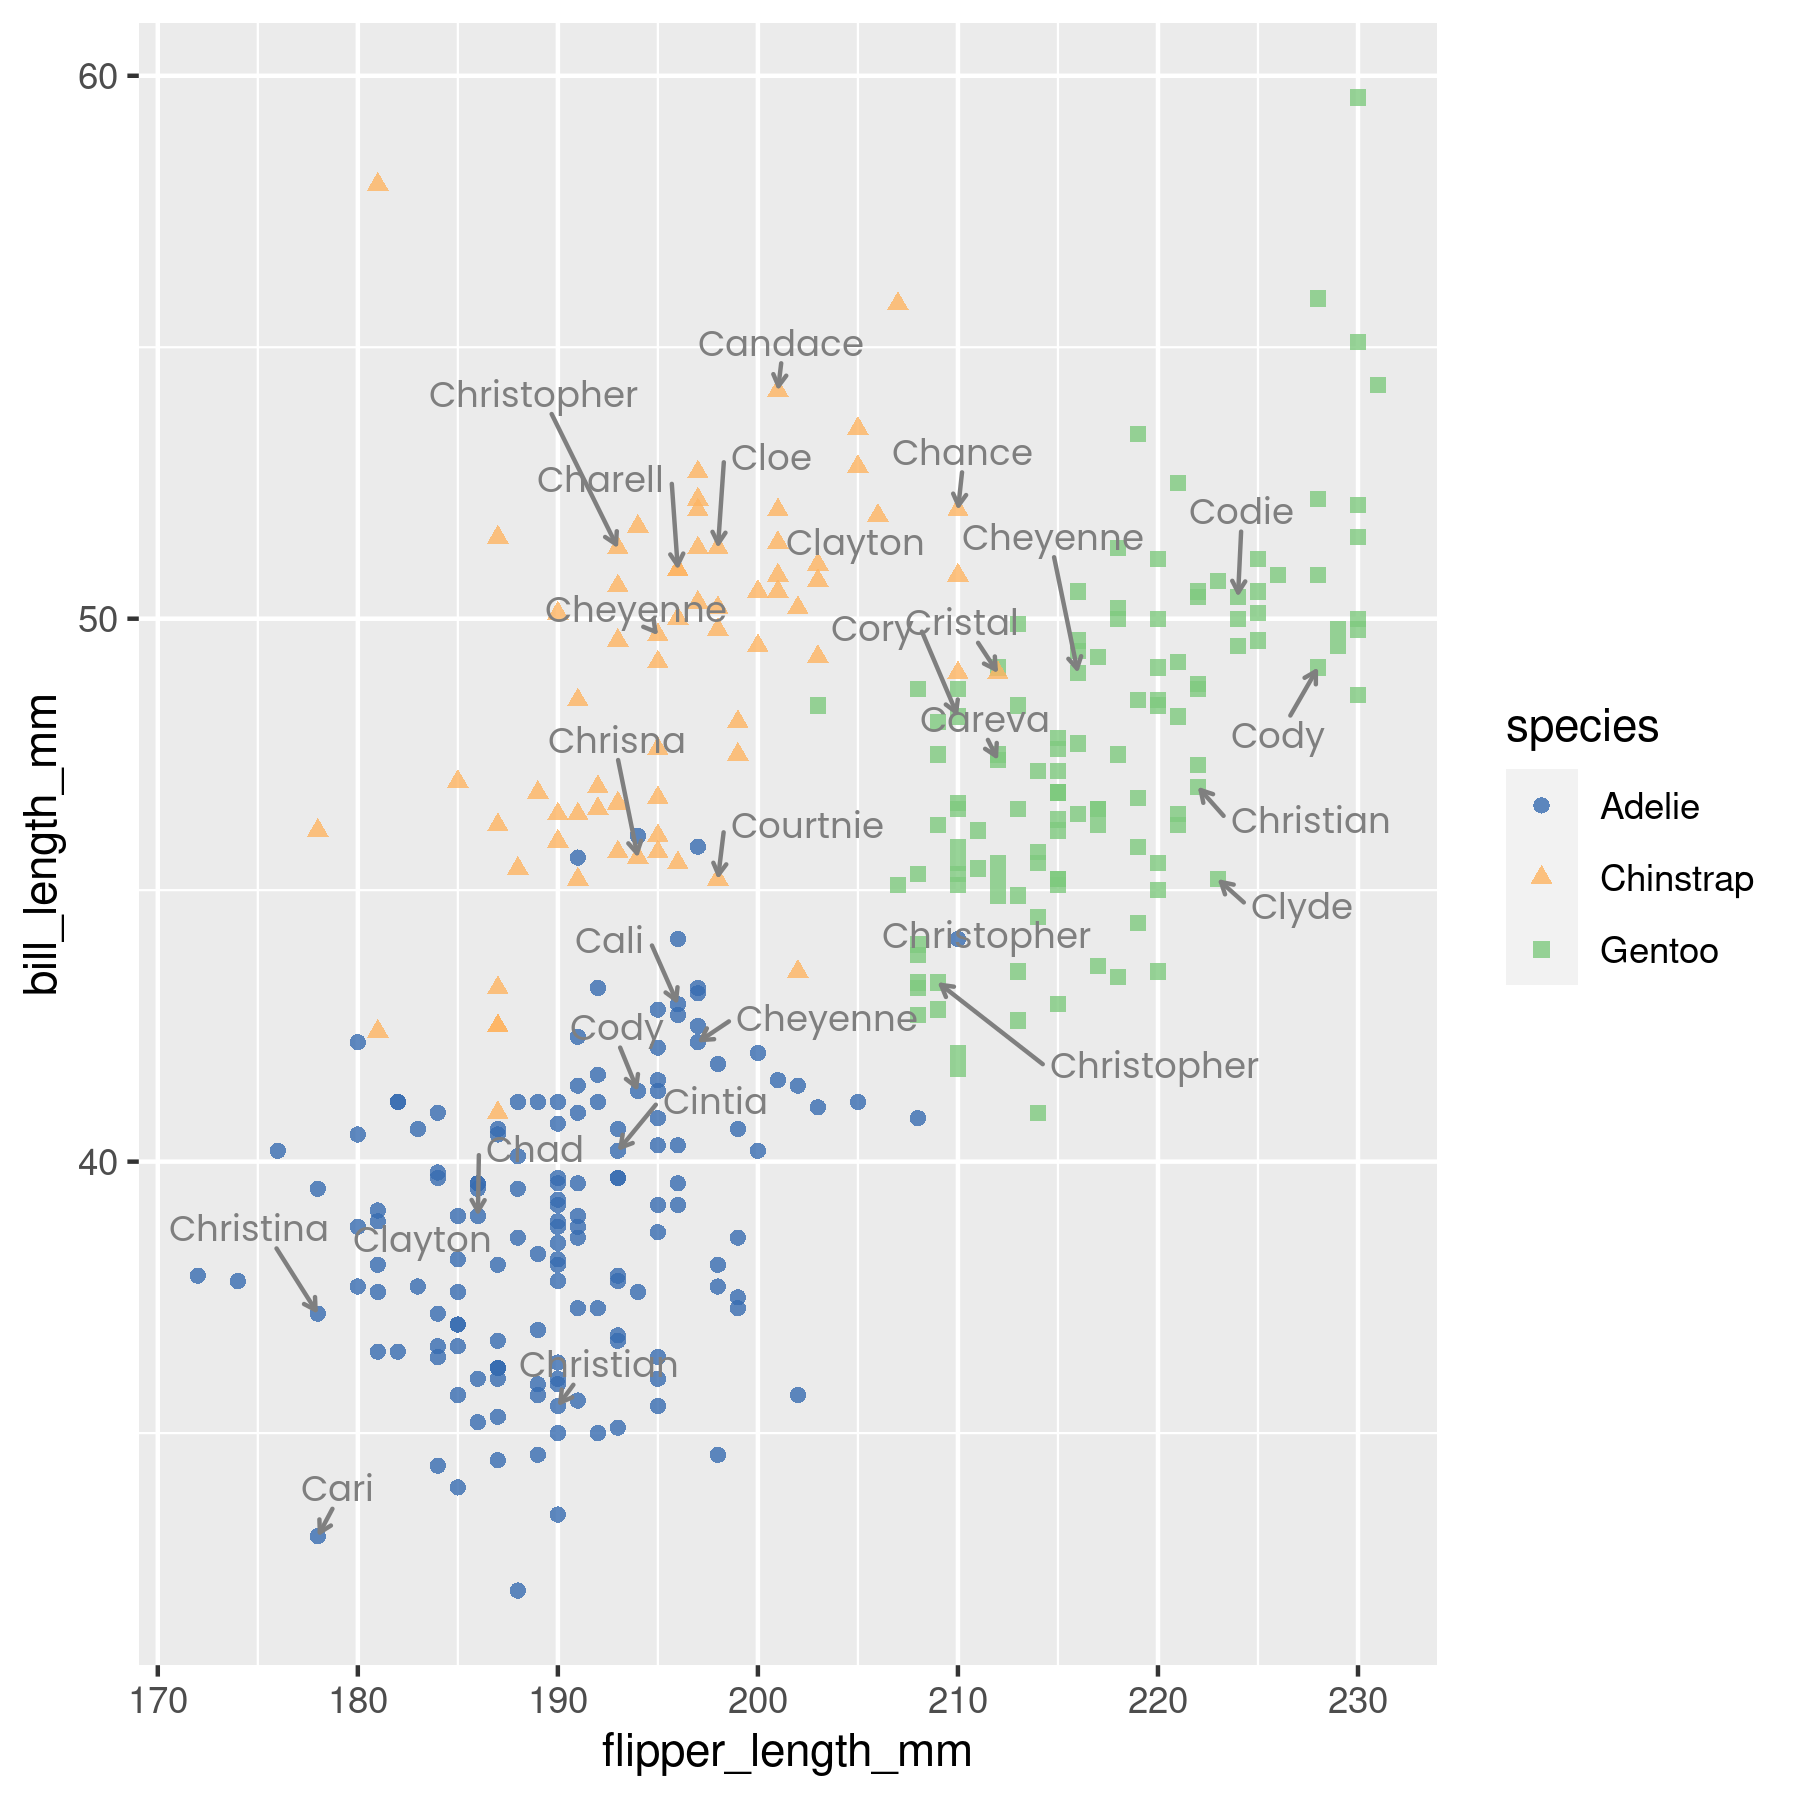 60
Candace
Christopher
Chance
Cloe
Charell
Codie
Cheyenne
Clayton
50
Cheyenne
Cristal
Cory
Careva
Cody
Chrisna
Christian
Courtnie
Clyde
Christopher
Cali
Cheyenne
Cody
Christopher
Cintia
Chad
40
Christina
Clayton
Christian
Cari
170 180 190 200 210 220 230
flipper_length_mm
bill_length_mm
species
Adelie
Chinstrap
Gentoo